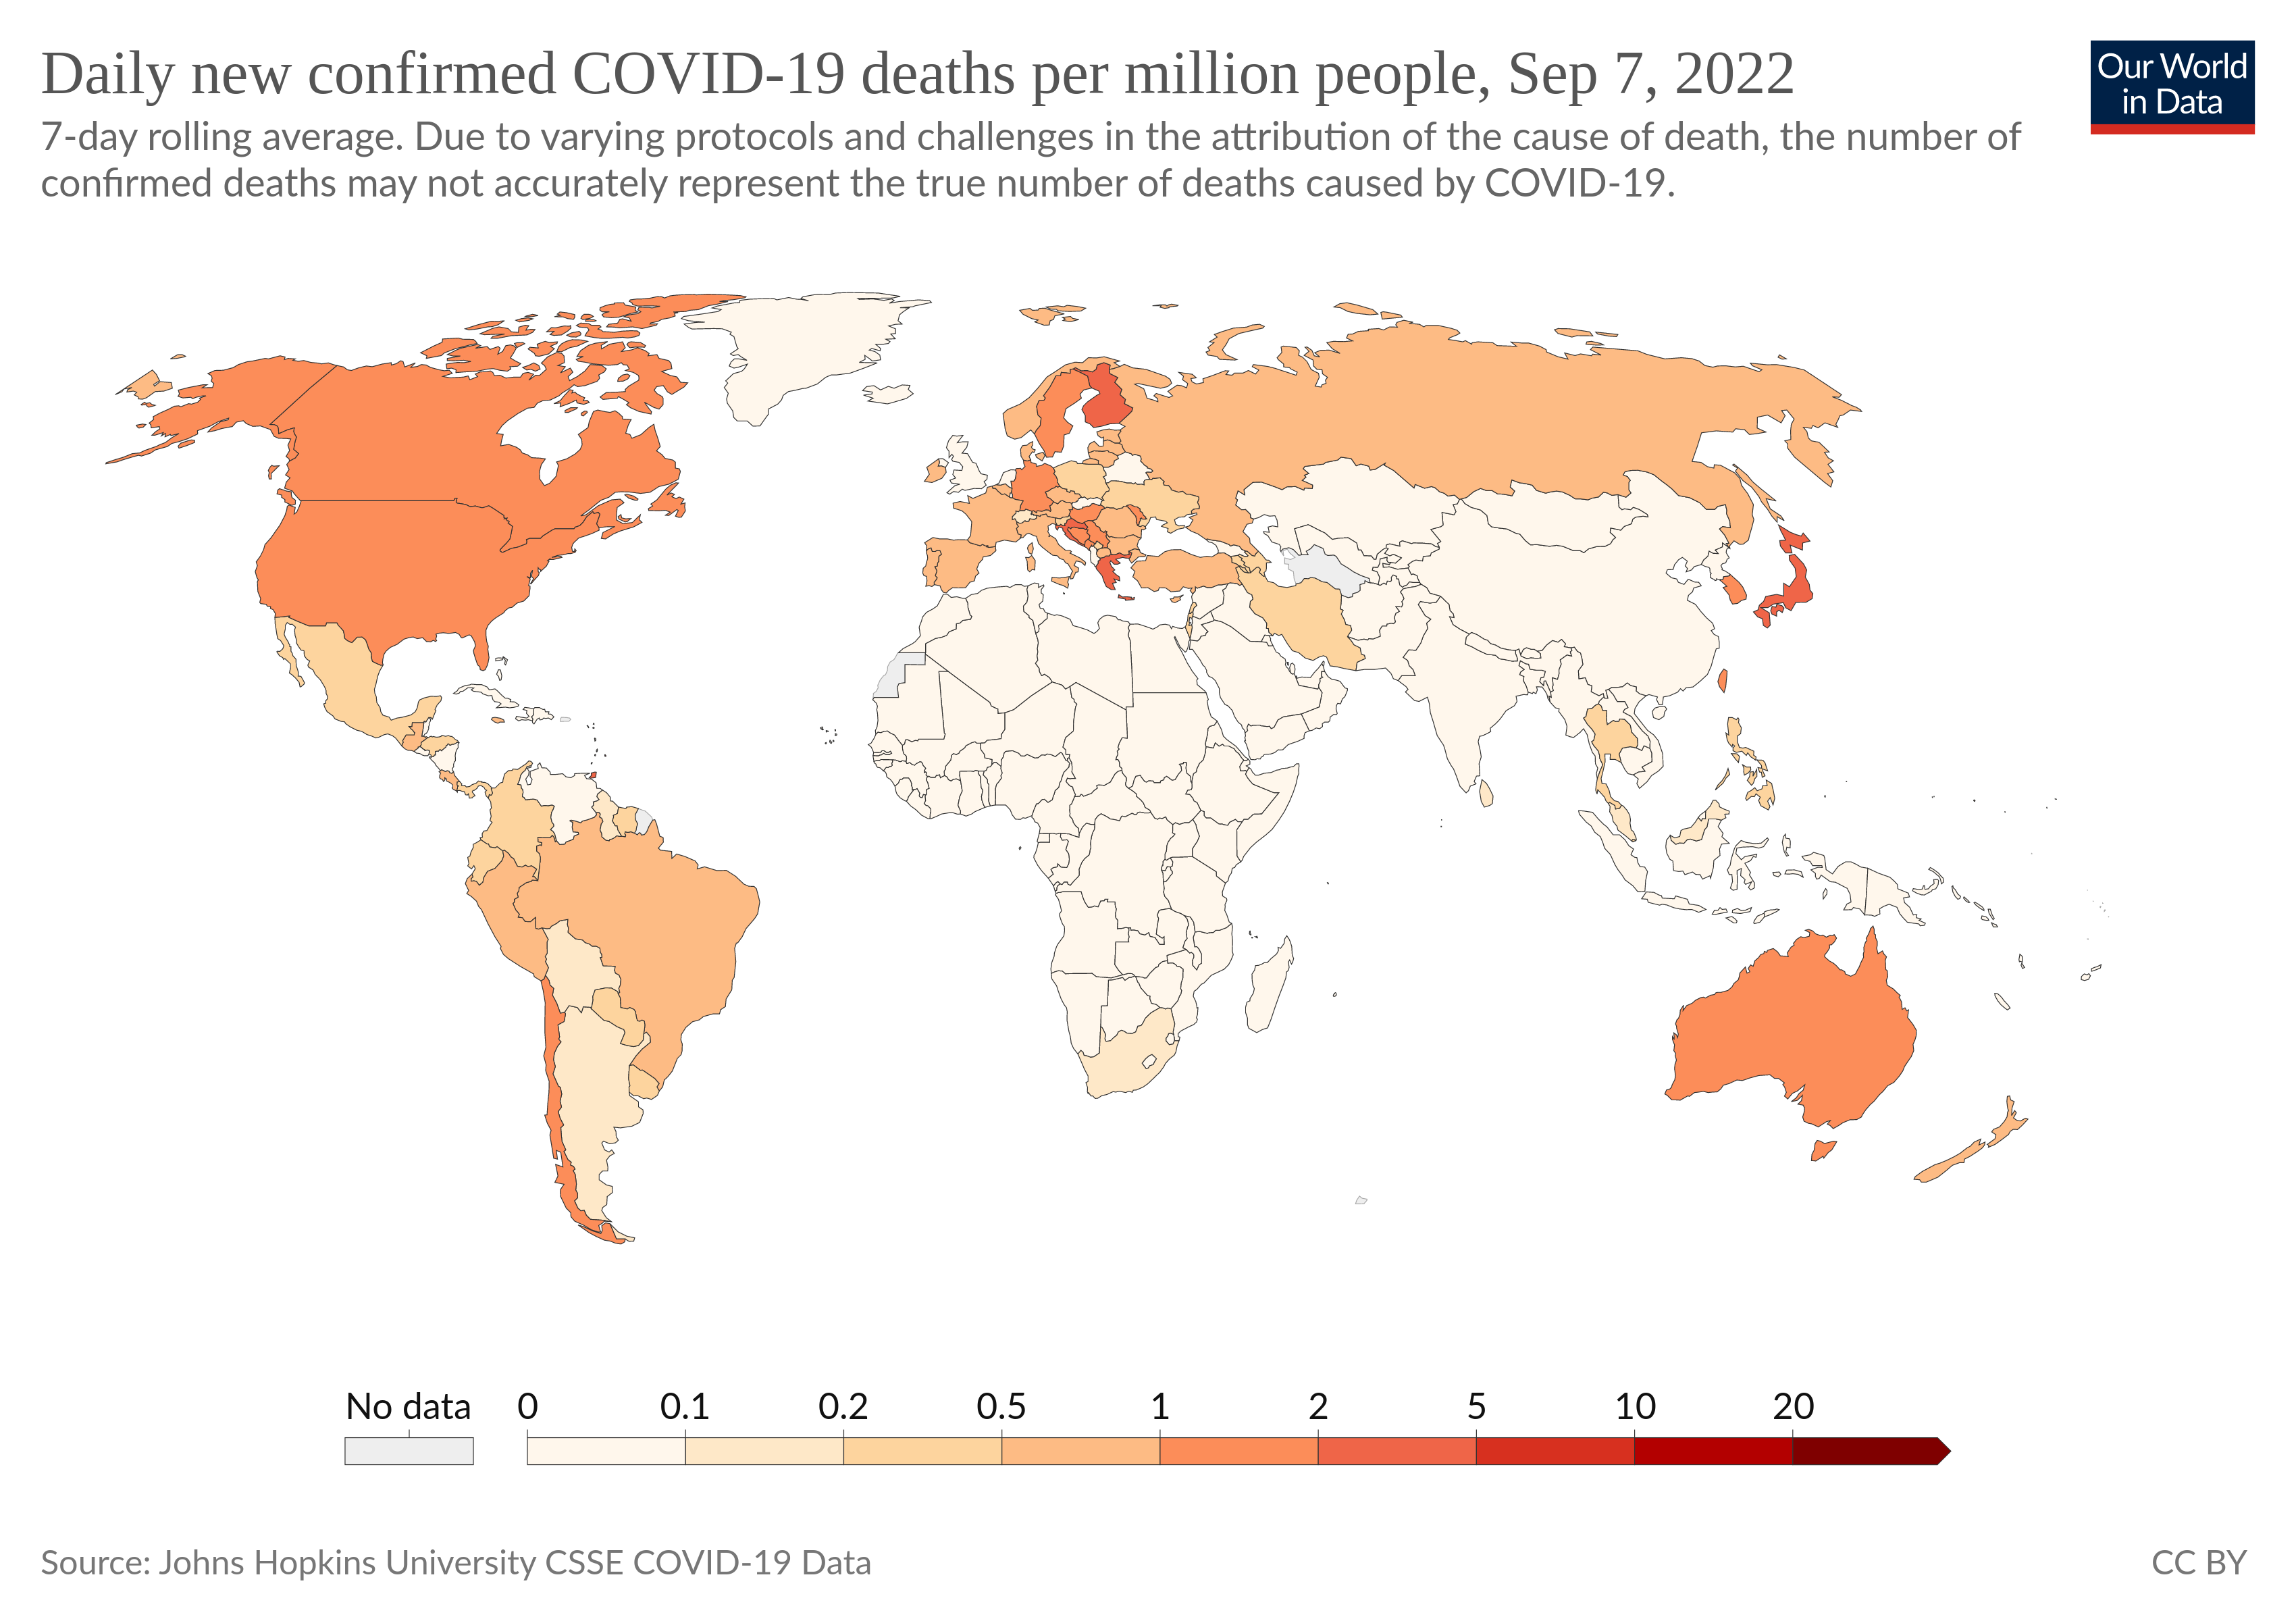 Daily new confirmed COVID-19 deaths per million people, Sep 7, 2022
Our World
in Data
7-day rolling average. Due to varying protocols and challenges in the attribution of the cause of death, the number of
confirmed deaths may not accurately represent the true number of deaths caused by COVID-19.
No data 0 0.1 0.2 0.5 1 2 5 10 20
Source: Johns Hopkins University CSSE COVID-19 Data
CC BY